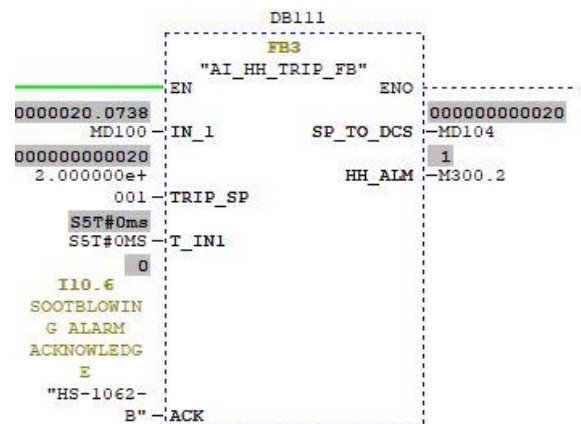 DB111
FB3
"AI_HH_TRIP_FB"
EN ENO
0000020.0738 000000000020
MD100 IN_1 SP_TO_DCS MD104
000000000020 1
2.000000e+ HH_ALM M300.2
001 TRIP_SP
S5T#0ms
S5T#0MS T_IN1
0
I10.6
SOOTBLOWIN
G ALARM
ACKNOWLEDG
E
"HS-1062-
B" ACK